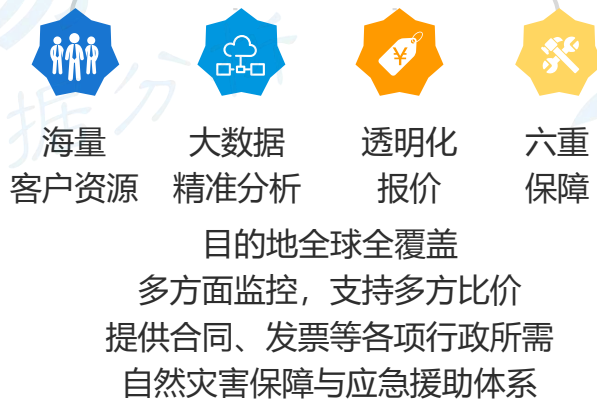 海量 大数据 透明化 六重
客户资源 精准分析 报价 保障
目的地全球全覆盖
多方面监控，支持多方比价
提供合同、发票等各项行政所需
自然灾害保障与应急援助体系